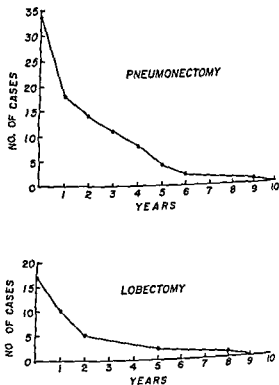 35
30
25
20
15
10
5
0
NO. OF CASES
PNEUMONECTOMY
1 2 3 4 5 6 7 8 9 10
YEARS
20
15
10
5
0
NO OF CASES
LOBECTOMY
1 2 3 4 5 6 7 8 9 10
YEARS